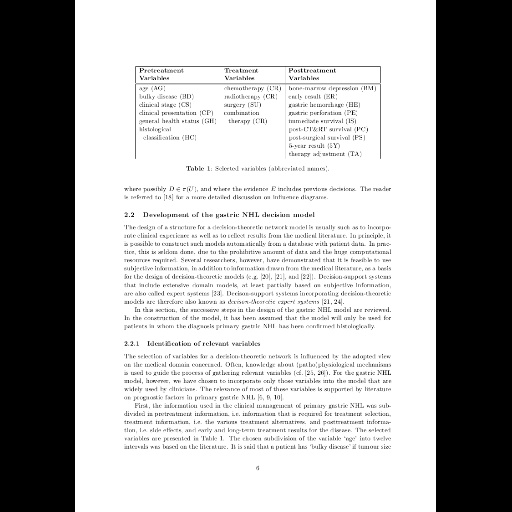 Pretreatment Treatment Posttreatment
Variables Variables Variables
age (AG) chemotherapy (CR) bone-marrow depression (BM)
bulky disease (BD) radiotherapy (CR) early result (ER)
clinical stage (CS) surgery (SU) gastric hemorrhage (HE)
clinical presentation (CP) combination gastric perforation (PE)
general health status (GH) therapy (CR) immediate survival (IS)
histological post-CT&RT survival (PC)
classification (HC) post-surgical survival (PS)
5-year result (5Y)
therapy adjustment (TA)
Table 1: Selected variables (abbreviated names).
where possibly D ∈ π(U), and where the evidence E includes previous decisions. The reader
is referred to [18] for a more detailed discussion on influence diagrams.
2.2 Development of the gastric NHL decision model
The design of a structure for a decision-theoretic network model is usually such as to incorpo-
rate clinical experience as well as to reflect results from the medical literature. In principle, it
is possible to construct such models automatically from a database with patient data. In prac-
tice, this is seldom done, due to the prohibitive amount of data and the huge computational
resources required. Several researchers, however, have demonstrated that it is feasible to use
subjective information, in addition to information drawn from the medical literature, as a basis
for the design of decision-theoretic models (e.g. [20], [21], and [22]). Decision-support systems
that include extensive domain models, at least partially based on subjective information,
are also called expert systems [23]. Decision-support systems incorporating decision-theoretic
models are therefore also known as decision-theoretic expert systems [21, 24].
In this section, the successive steps in the design of the gastric NHL model are reviewed.
In the construction of the model, it has been assumed that the model will only be used for
patients in whom the diagnosis primary gastric NHL has been confirmed histologically.
2.2.1 Identification of relevant variables
The selection of variables for a decision-theoretic network is influenced by the adopted view
on the medical domain concerned. Often, knowledge about (patho)physiological mechanisms
is used to guide the process of gathering relevant variables (cf. [25, 26]). For the gastric NHL
model, however, we have chosen to incorporate only those variables into the model that are
widely used by clinicians. The relevance of most of these variables is supported by literature
on prognostic factors in primary gastric NHL [6, 9, 10].
First, the information used in the clinical management of primary gastric NHL was sub-
divided in pretreatment information, i.e. information that is required for treatment selection,
treatment information, i.e. the various treatment alternatives, and posttreatment informa-
tion, i.e. side effects, and early and long-term treatment results for the disease. The selected
variables are presented in Table 1. The chosen subdivision of the variable 'age' into twelve
intervals was based on the literature. It is said that a patient has 'bulky disease' if tumour size
6